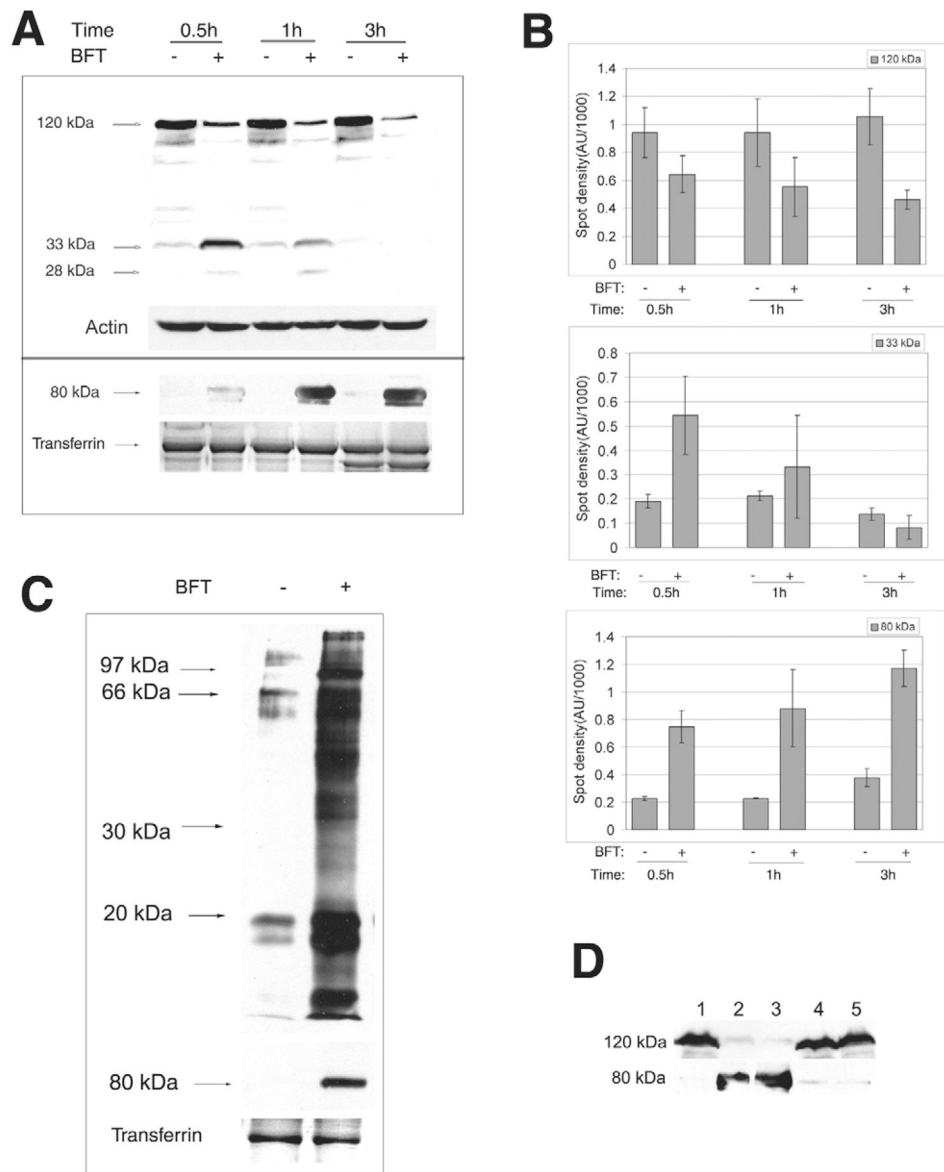 A
Time 0.5h 1h 3h
BFT - + - + - +
120 kDa
33 kDa
28 kDa
Actin
80 kDa
Transferrin
B
120 kDa
Spot density(AU/1000)
1.4
1.2
1
0.8
0.6
0.4
0.2
0
BFT: - + - + - +
Time: 0.5h 1h 3h
33 kDa
Spot density(AU/1000)
0.8
0.7
0.6
0.5
0.4
0.3
0.2
0.1
0
BFT: - + - + - +
Time: 0.5h 1h 3h
80 kDa
Spot density(AU/1000)
1.4
1.2
1
0.8
0.6
0.4
0.2
0
BFT: - + - + - +
Time: 0.5h 1h 3h
C
BFT - +
97 kDa
66 kDa
30 kDa
20 kDa
80 kDa
Transferrin
D
1 2 3 4 5
120 kDa
80 kDa